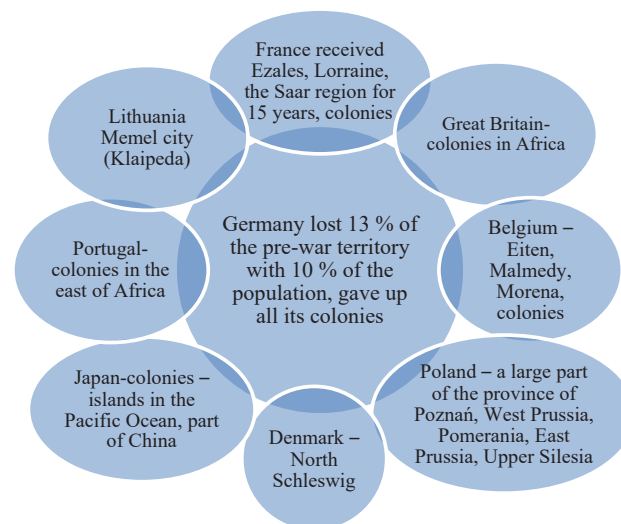 France received
Ezales, Lorraine,
the Saar region for
15 years, colonies
Great Britain-
colonies in Africa
Belgium –
Eiten,
Malmedy,
Morena,
colonies
Poland – a large part
of the province of
Poznań, West Prussia,
Pomerania, East
Prussia, Upper Silesia
Denmark –
North
Schleswig
Japan-colonies –
islands in the
Pacific Ocean, part
of China
Portugal-
colonies in the
east of Africa
Lithuania
Memel city
(Klaipeda)
Germany lost 13 % of
the pre-war territory
with 10 % of the
population, gave up
all its colonies